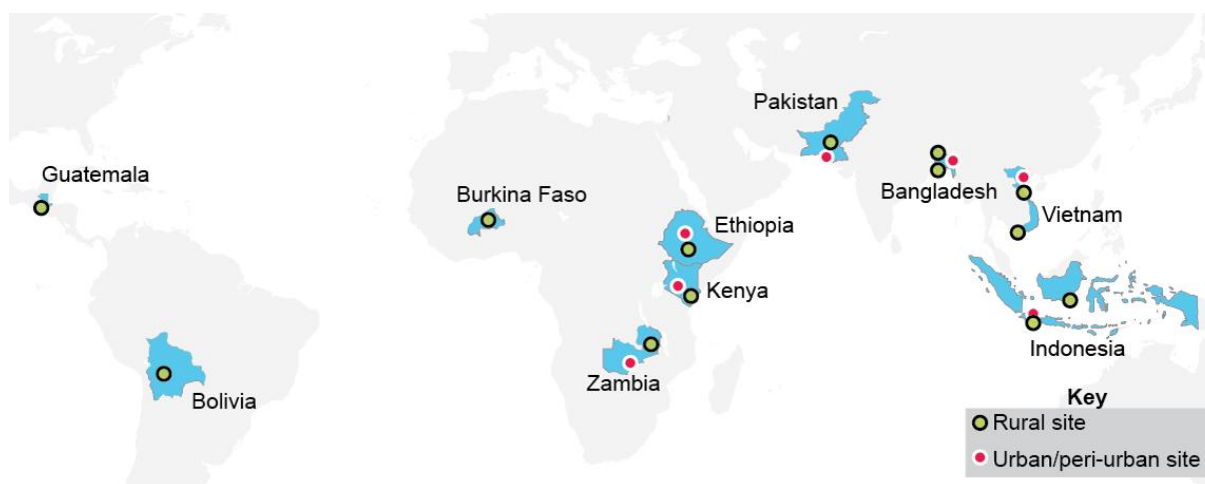 Pakistan
Guatemala
Burkina Faso
Bangladesh
Ethiopia
Vietnam
Kenya
Indonesia
Zambia
Bolivia
Key
Rural site
Urban/peri-urban site